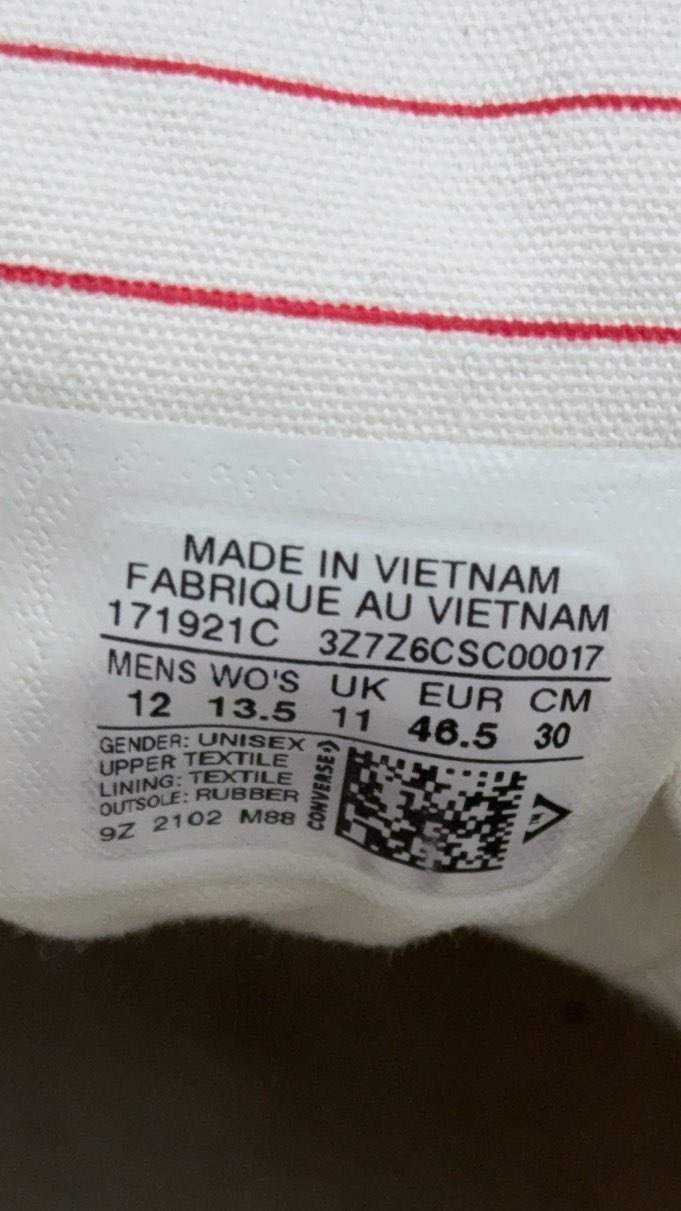 MADE IN VIETNAM
FABRIQUE AU VIETNAM
171921C 3Z7Z6CSC00017
MENS WO'S UK EUR CM
12 13.5 11 46.5 30
GENDER: UNISEX
UPPER TEXTILE
LINING: TEXTILE
OUTSOLE: RUBBER
9Z 2102 M88
CONVERSE